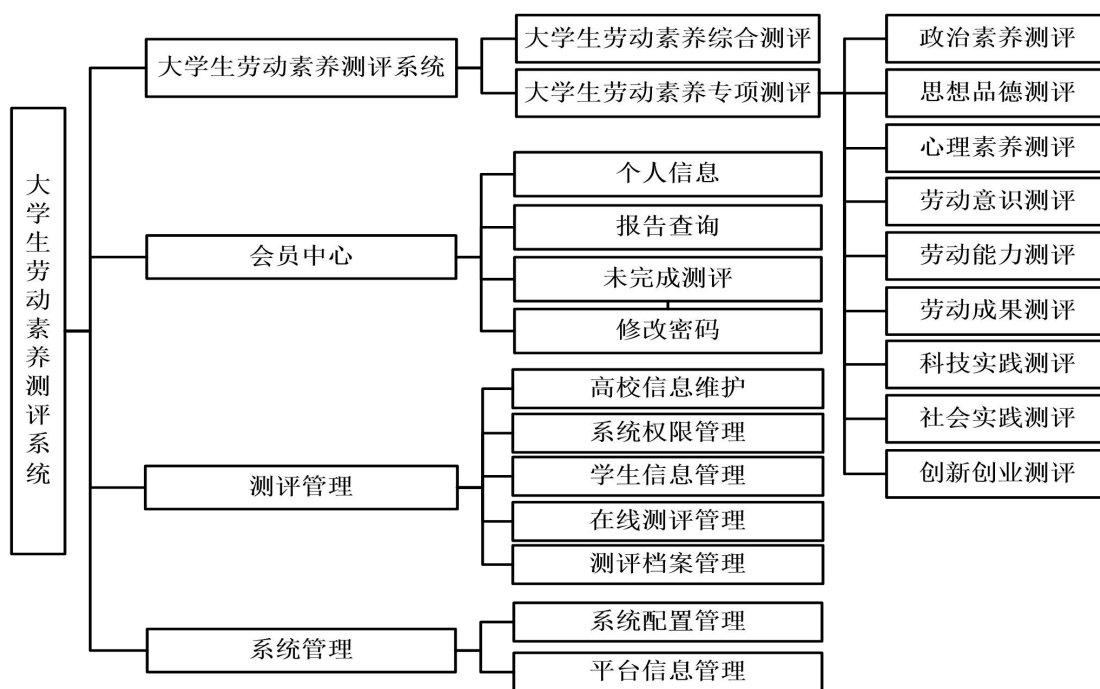 大学生劳动素养测评系统
大学生劳动素养测评系统
大学生劳动素养综合测评
大学生劳动素养专项测评
政治素养测评
思想品德测评
心理素养测评
劳动意识测评
劳动能力测评
劳动成果测评
科技实践测评
社会实践测评
创新创业测评
会员中心
个人信息
报告查询
未完成测评
修改密码
测评管理
高校信息维护
系统权限管理
学生信息管理
在线测评管理
测评档案管理
系统管理
系统配置管理
平台信息管理